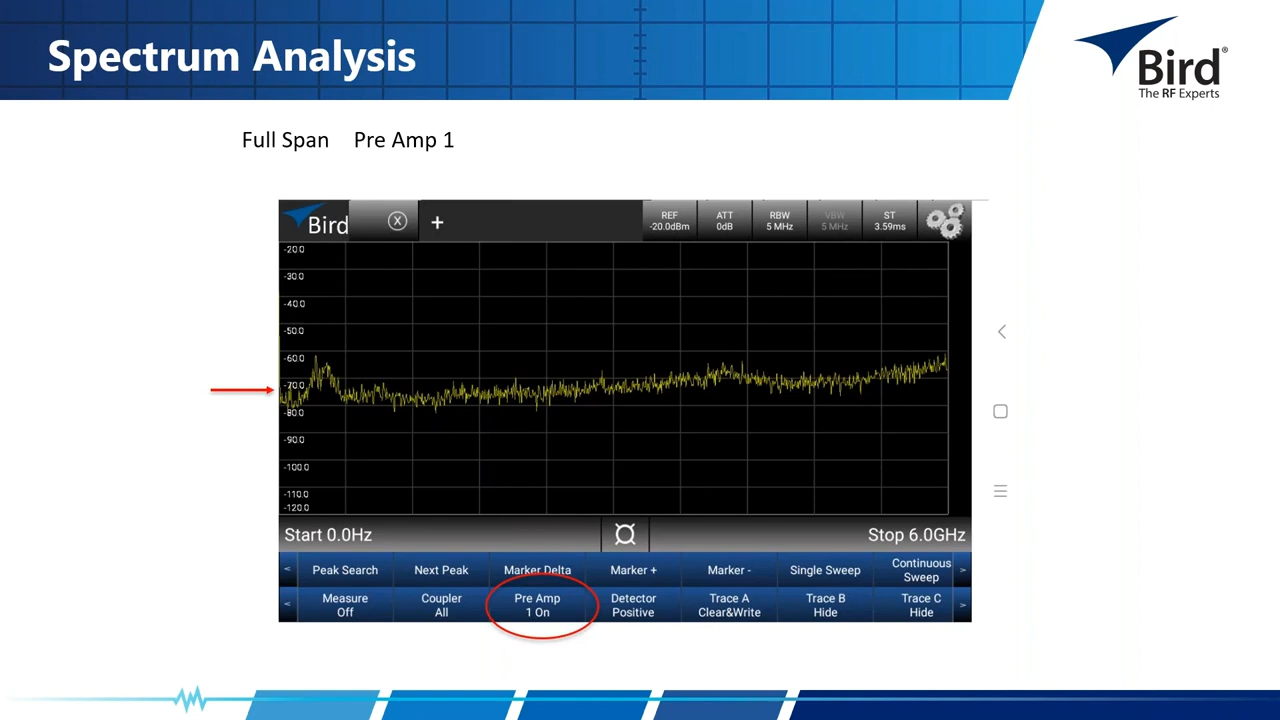 Spectrum Analysis
Bird®
The RF Experts
Full Span Pre Amp 1
Bird
X
+
REF
-20.0dBm
ATT
0dB
RBW
5 MHz
VBW
5 MHz
ST
3.59ms
-20.0
-30.0
-40.0
-50.0
-60.0
-70.0
-80.0
-90.0
-100.0
-110.0
-120.0
Start 0.0Hz
Stop 6.0GHz
< Peak Search Next Peak Marker Delta Marker + Marker - Single Sweep Continuous Sweep >
< Measure Off
Coupler All
Pre Amp 1 On
Detector Positive
Trace A Clear&Write
Trace B Hide
Trace C Hide >